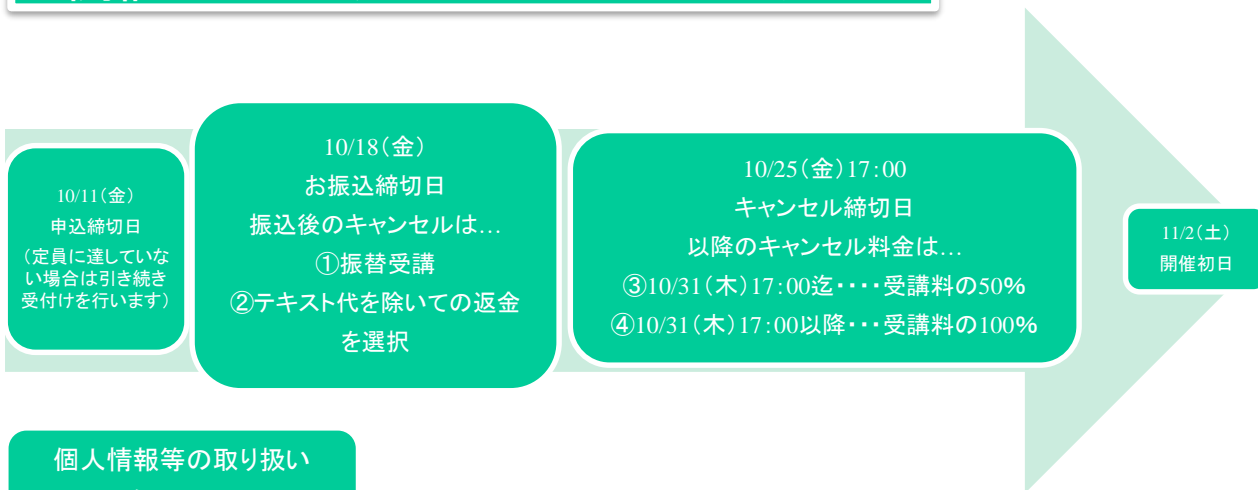 10/11(金)
申込締切日
(定員に達していな
い場合は引き続き
受付けを行います)
10/18(金)
お振込締切日
振込後のキャンセルは…
①振替受講
②テキスト代を除いての返金
を選択
10/25(金)17:00
キャンセル締切日
以降のキャンセル料金は…
③10/31(木)17:00迄・・・・受講料の50%
④10/31(木)17:00以降・・・受講料の100%
11/2(土)
開催初日
個人情報等の取り扱い